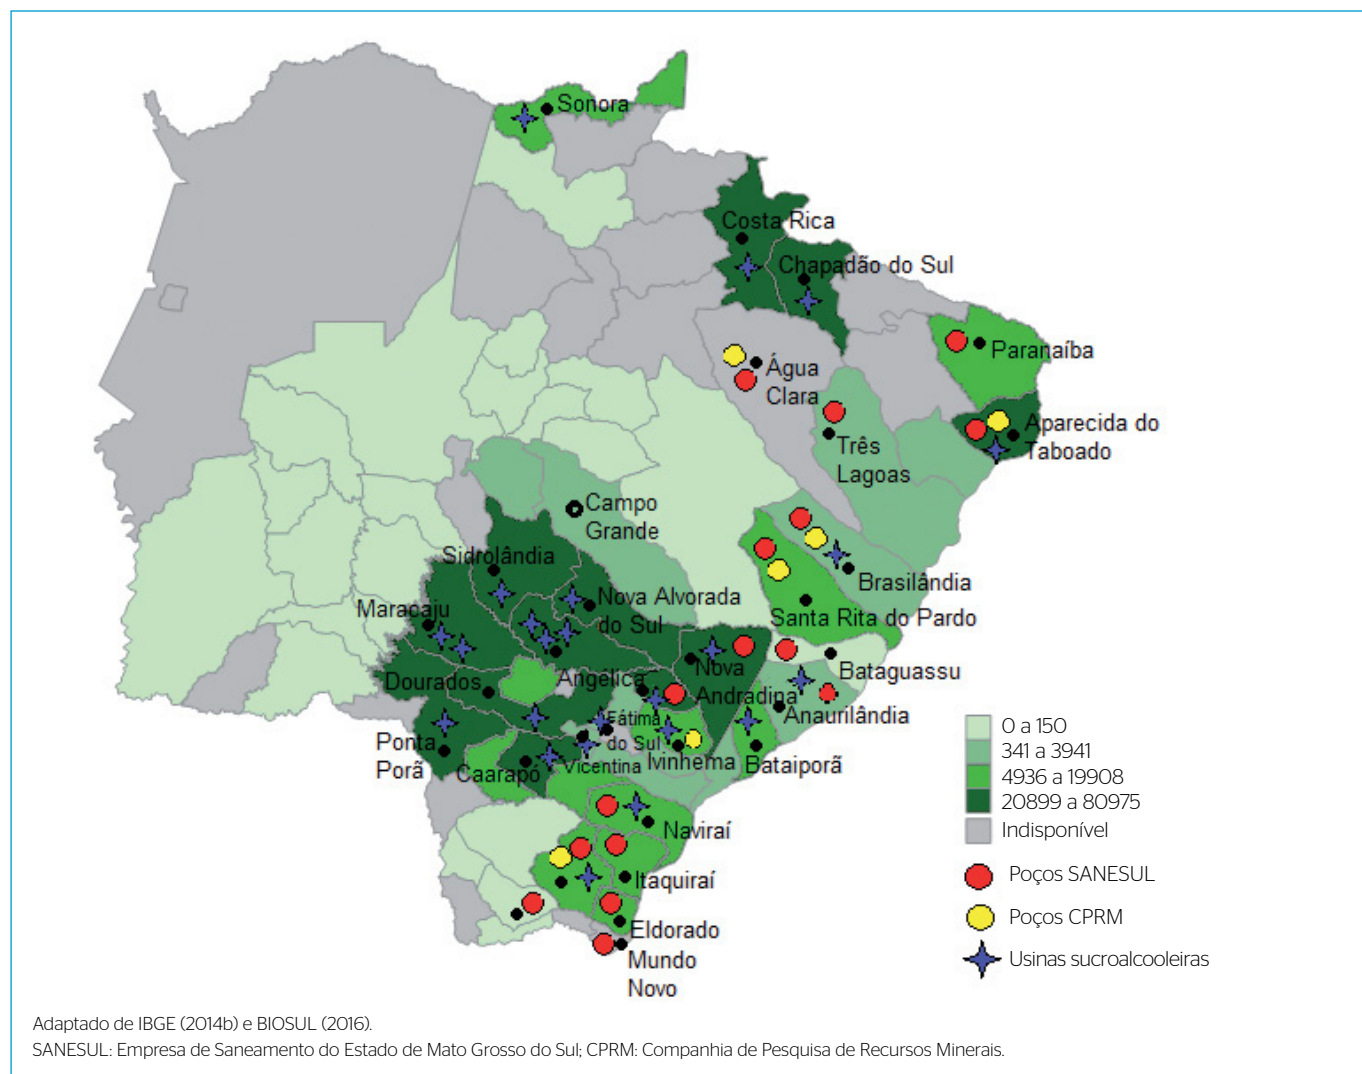 Sonora
Costa Rica
Chapadão do Sul
Paranaíba
Água
Clara
Aparecida do
Taboado
Três
Lagoas
Campo
Grande
Sidrolândia
Brasilândia
Nova Alvorada
do Sul
Maracaju
Santa Rita do Pardo
Bataguassu
Nova
Andradina
Angélica
Dourados
Anaurilândia
Fátima
do Sul
Ponta
Porã
Caarapó
Vicentina
Ivinhema
Bataiporã
Naviraí
Itaquiraí
Eldorado
Mundo
Novo
0 a 150
341 a 3941
4936 a 19908
20899 a 80975
Indisponível
Poços SANESUL
Poços CPRM
Usinas sucroalcooleiras
Adaptado de IBGE (2014b) e BIOSUL (2016).
SANESUL: Empresa de Saneamento do Estado de Mato Grosso do Sul; CPRM: Companhia de Pesquisa de Recursos Minerais.